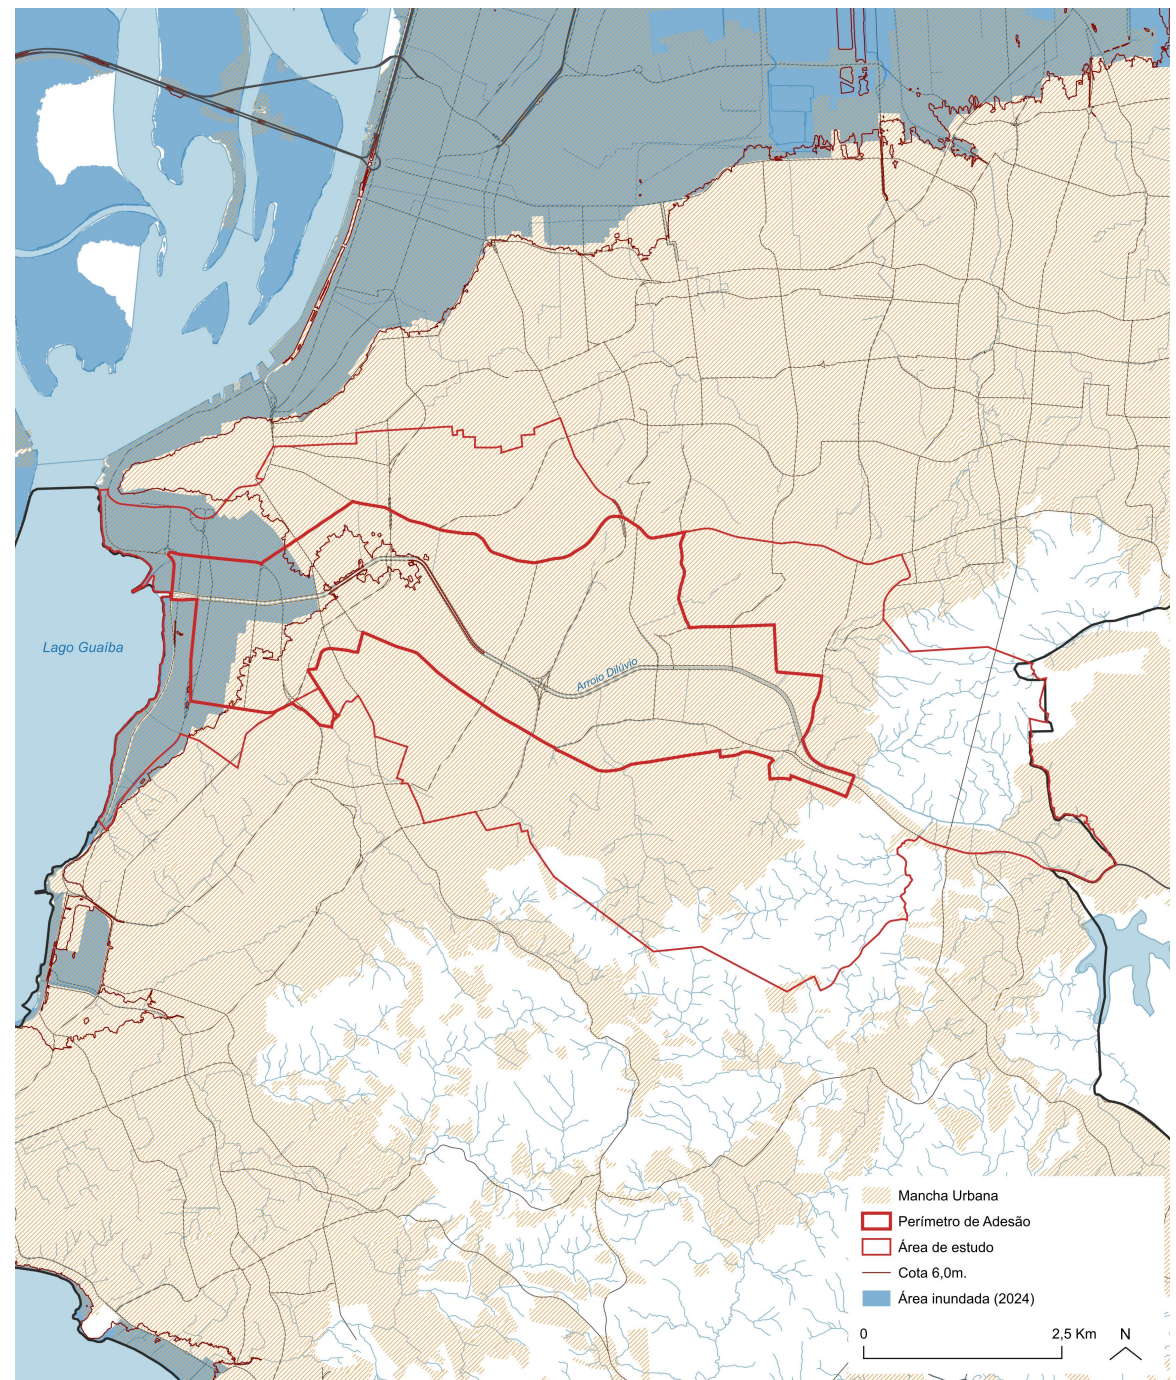 Lago Guaíba
Arroio Dilúvio
Mancha Urbana
Perímetro de Adesão
Área de estudo
Cota 6,0m.
Área inundada (2024)
0 2,5 Km N